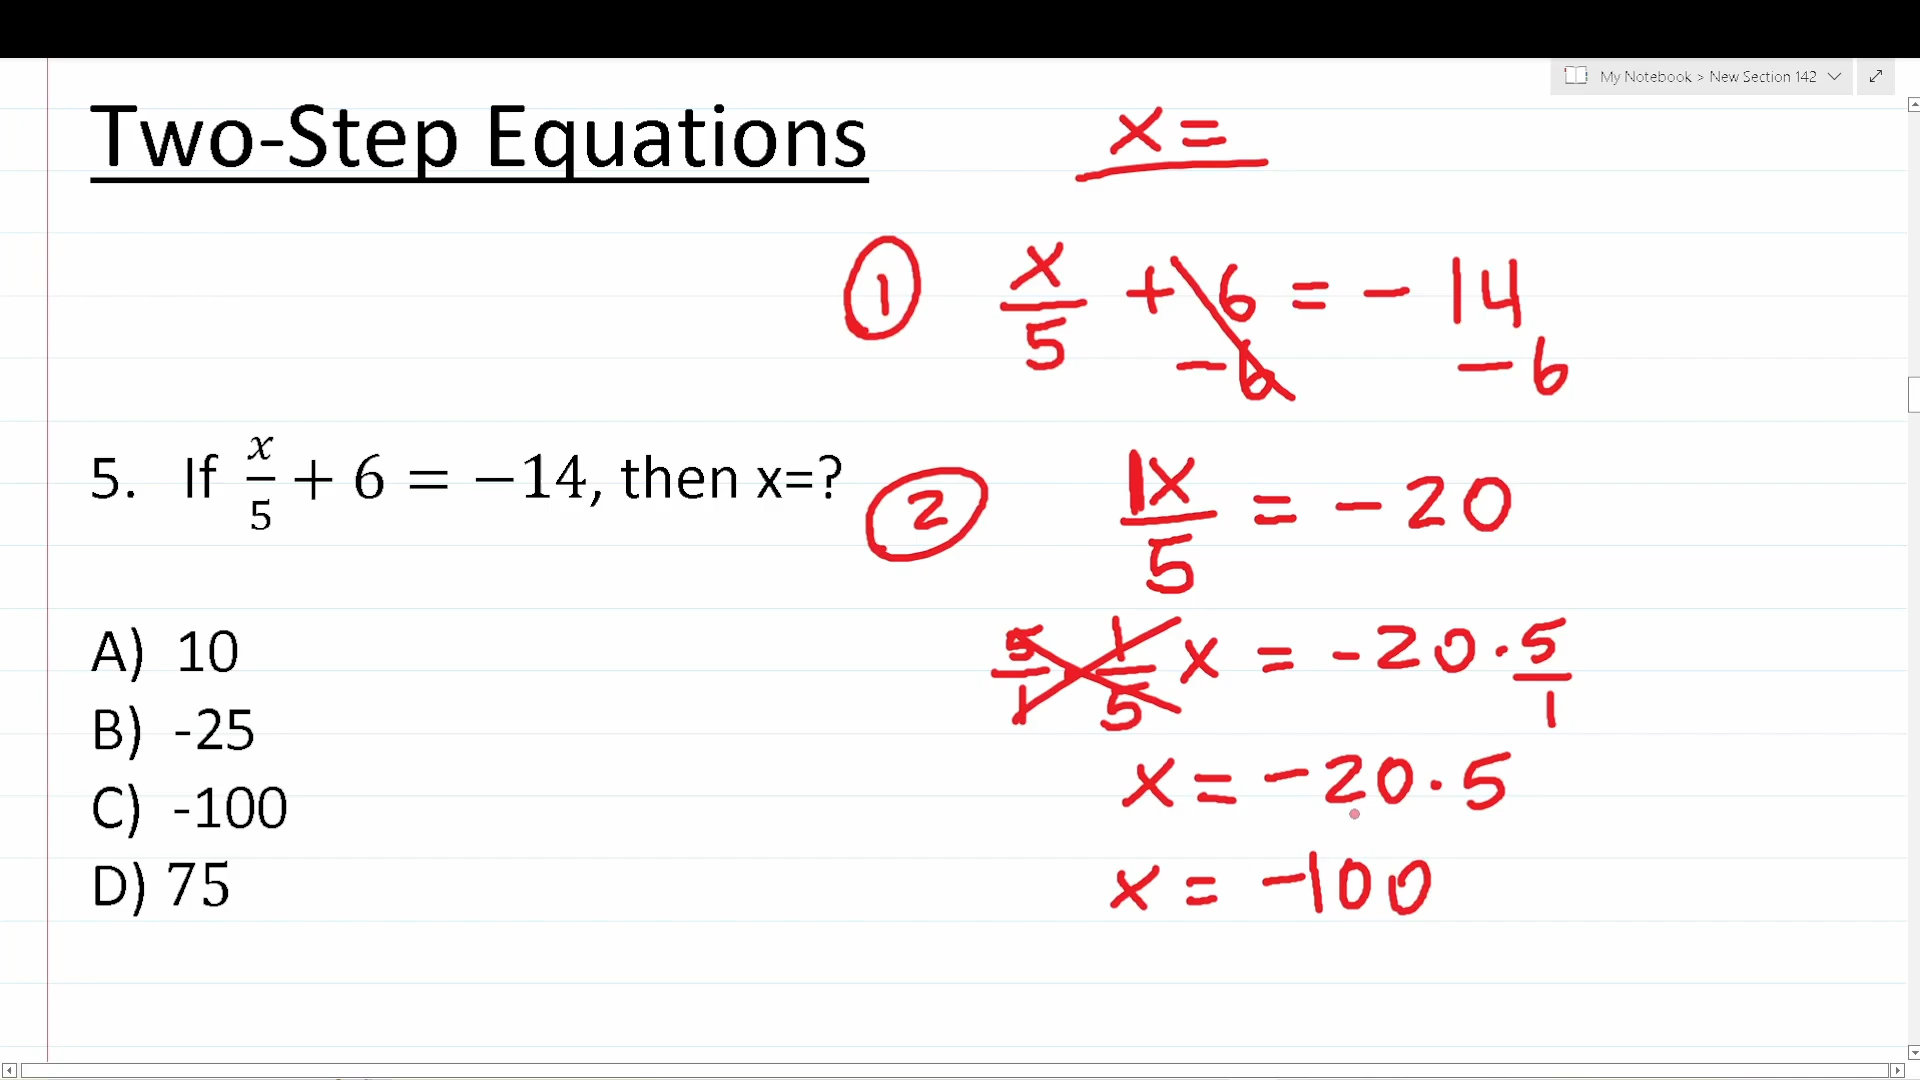 My Notebook > New Section 142
Two-Step Equations
x =
1 x/5 + 6 = - 14
- 6 - 6
5. If x/5 + 6 = −14, then x=?
2 1x/5 = - 20
5/1 1/5 x = - 20 · 5/1
x = - 20 · 5
x = - 100
A) 10
B) -25
C) -100
D) 75